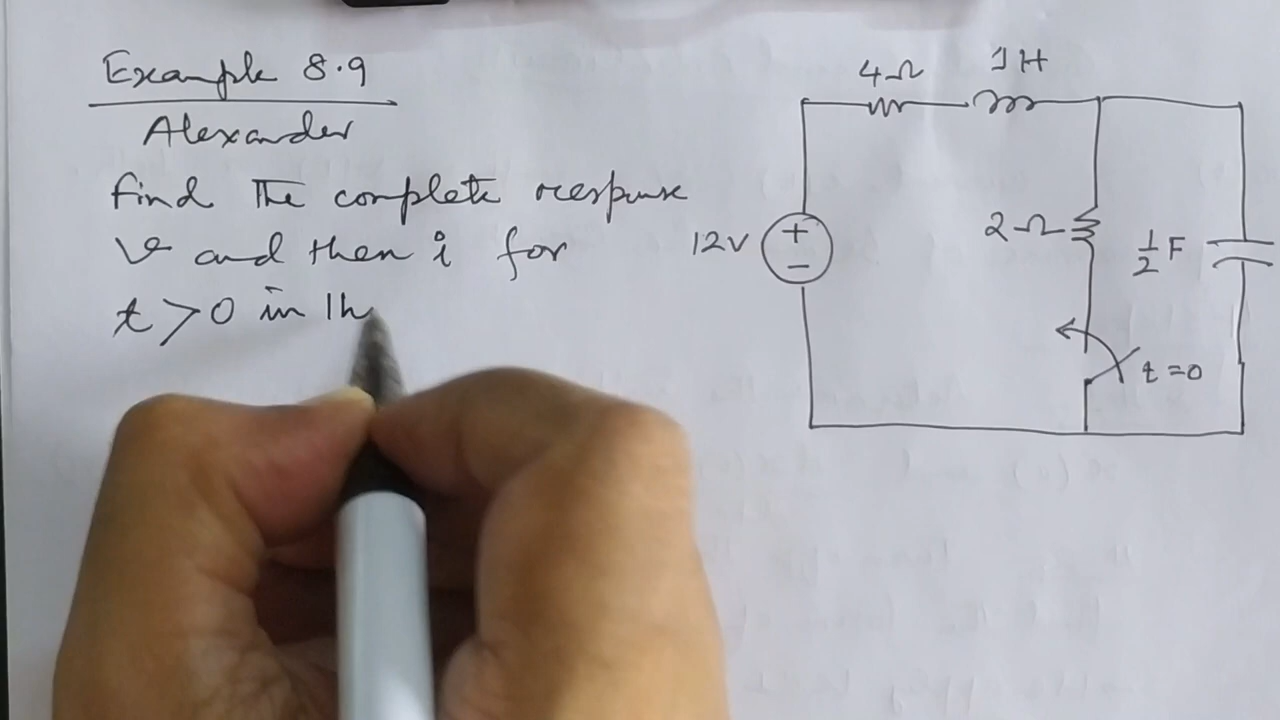 Example 8.9
Alexander
find the complete response
v and then i for
t > 0 in th
4Ω
1H
12V
+
−
2Ω
1/2 F
t=0